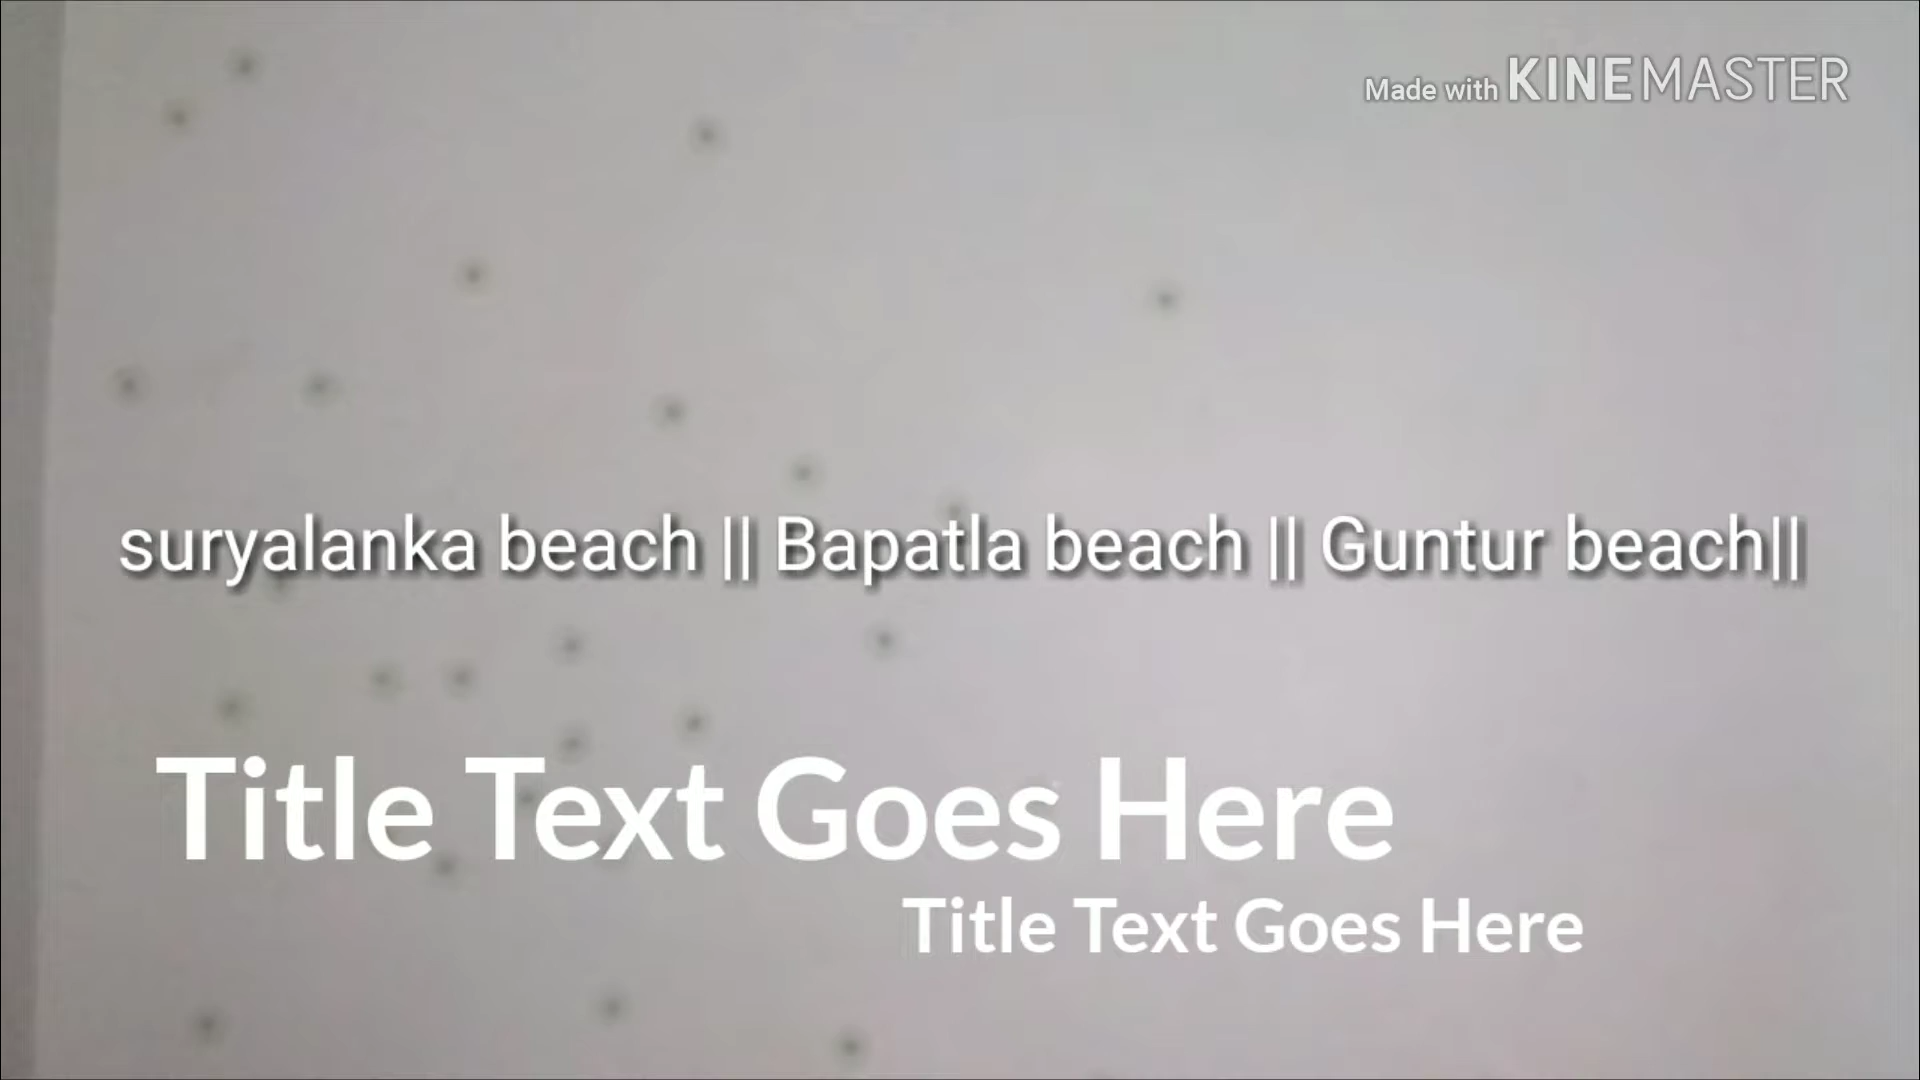 Made with KINEMASTER
suryalanka beach || Bapatla beach || Guntur beach||
Title Text Goes Here
Title Text Goes Here